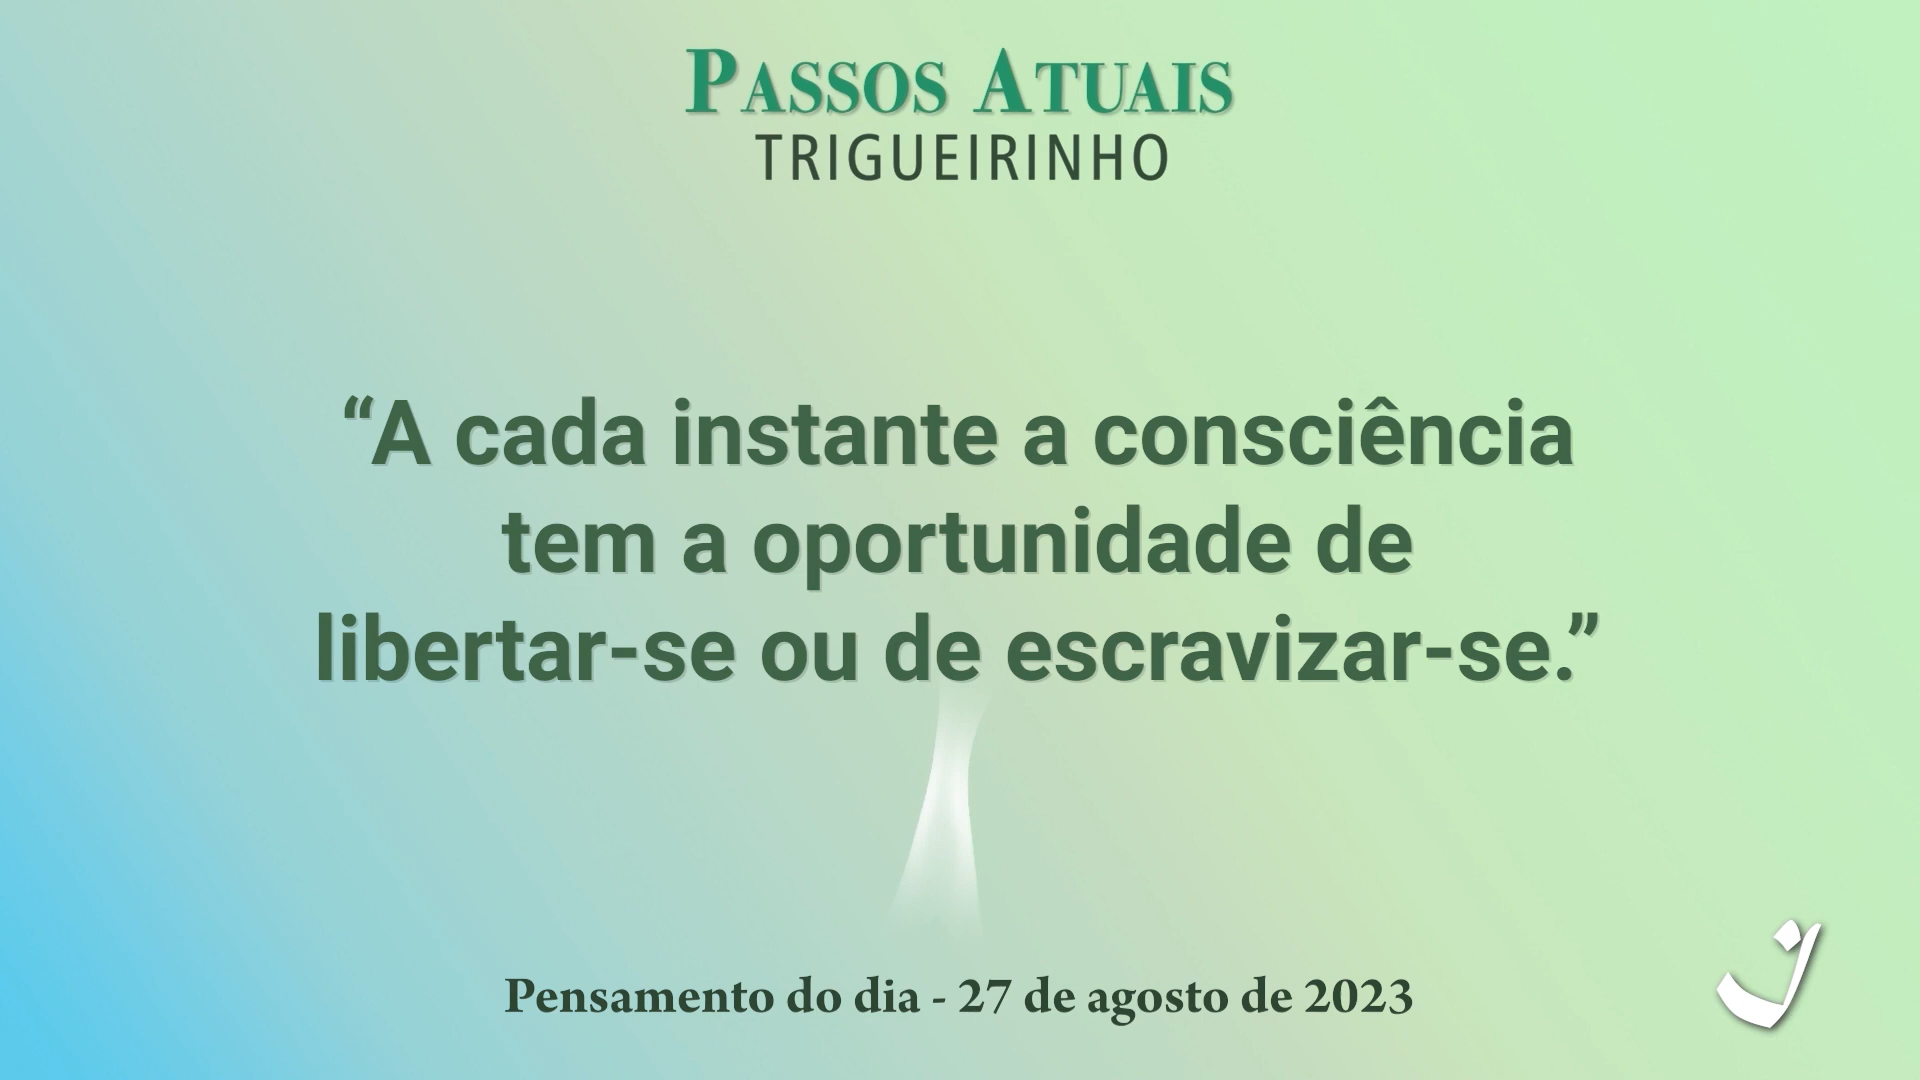 PASSOS ATUAIS
TRIGUEIRINHO
“A cada instante a consciência
tem a oportunidade de
libertar-se ou de escravizar-se.”
Pensamento do dia - 27 de agosto de 2023